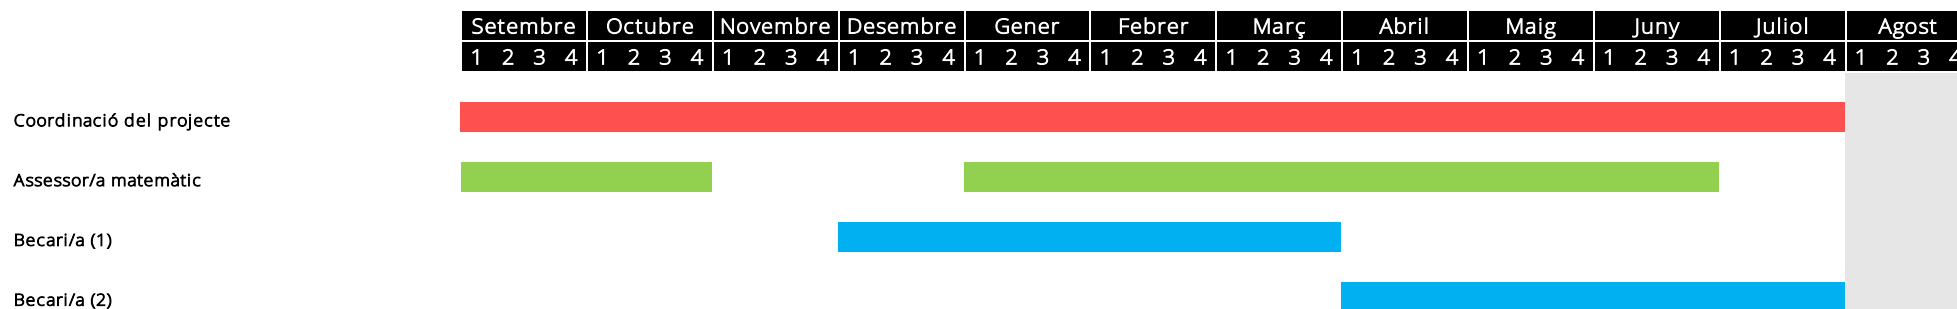 Setembre Octubre Novembre Desembre Gener Febrer Març Abril Maig Juny Juliol Agost
1 2 3 4 1 2 3 4 1 2 3 4 1 2 3 4 1 2 3 4 1 2 3 4 1 2 3 4 1 2 3 4 1 2 3 4 1 2 3 4 1 2 3 4 1 2 3 4
Coordinació del projecte
Assessor/a matemàtic
Becari/a (1)
Becari/a (2)